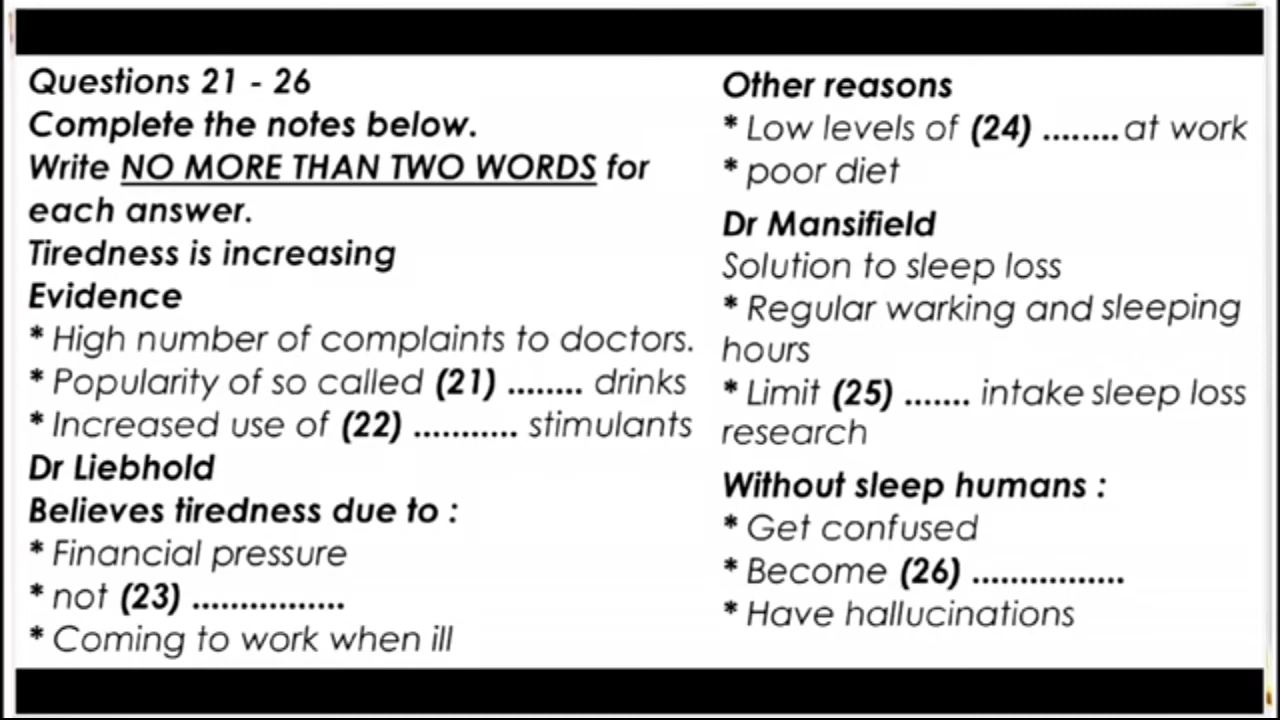 Questions 21 - 26
Complete the notes below.
Write NO MORE THAN TWO WORDS for
each answer.
Tiredness is increasing
Evidence
* High number of complaints to doctors.
* Popularity of so called (21) ........ drinks
* Increased use of (22) ........... stimulants
Dr Liebhold
Believes tiredness due to :
* Financial pressure
* not (23) ................
* Coming to work when ill
Other reasons
* Low levels of (24) ........at work
* poor diet
Dr Mansifield
Solution to sleep loss
* Regular warking and sleeping
hours
* Limit (25) ....... intake sleep loss
research
Without sleep humans :
* Get confused
* Become (26) ................
* Have hallucinations